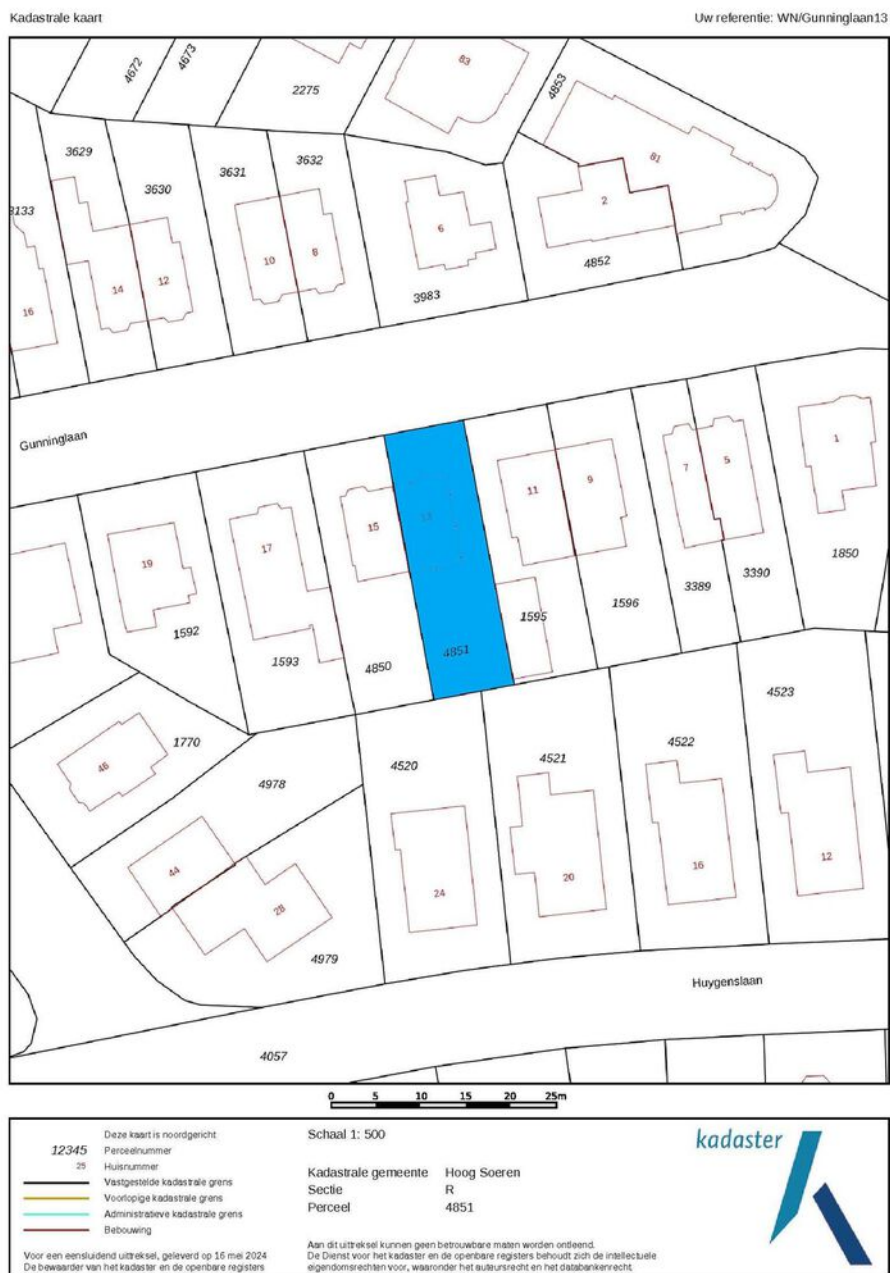 Kadastrale kaart
Uw referentie: WN/Gunninglaan13
4672
4673
2275
83
4853
3629
3630
3631
3632
81
3133
6
2
16
14
12
10
8
3983
4852
Gunninglaan
1
11
9
7
5
13
15
17
19
1850
3390
3389
1596
1595
1592
1593
4850
4851
4523
1770
4522
4521
4520
46
4978
44
28
24
20
16
12
4979
Huygenslaan
4057
0 5 10 15 20 25m
Deze kaart is noordgericht
12345 Perceelnummer
25 Huisnummer
Vastgestelde kadastrale grens
Voorlopige kadastrale grens
Administratieve kadastrale grens
Bebouwing
Voor een eensluidend uittreksel, geleverd op 16 mei 2024
De bewaarder van het kadaster en de openbare registers
Schaal 1: 500
Kadastrale gemeente Hoog Soeren
Sectie R
Perceel 4851
Aan dit uittreksel kunnen geen betrouwbare maten worden ontleend.
De Dienst voor het kadaster en de openbare registers behoudt zich de intellectuele
eigendomsrechten voor, waaronder het auteursrecht en het databankenrecht.
kadaster